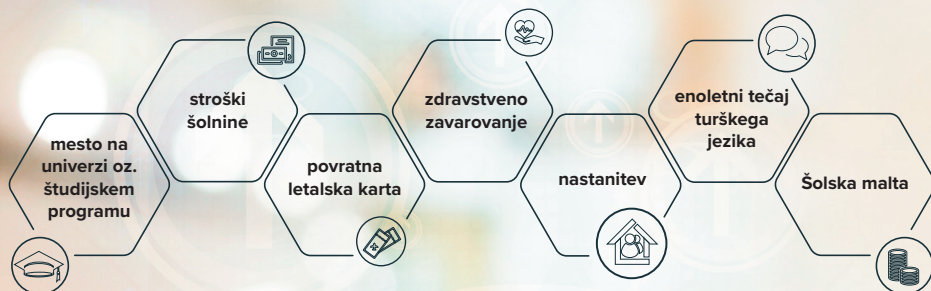 mesto na
univerzi oz.
študijskem
programu
stroški
šolnine
povratna
letalska karta
zdravstveno
zavarovanje
nastanitev
enoletni tečaj
turškega
jezika
Šolska malta